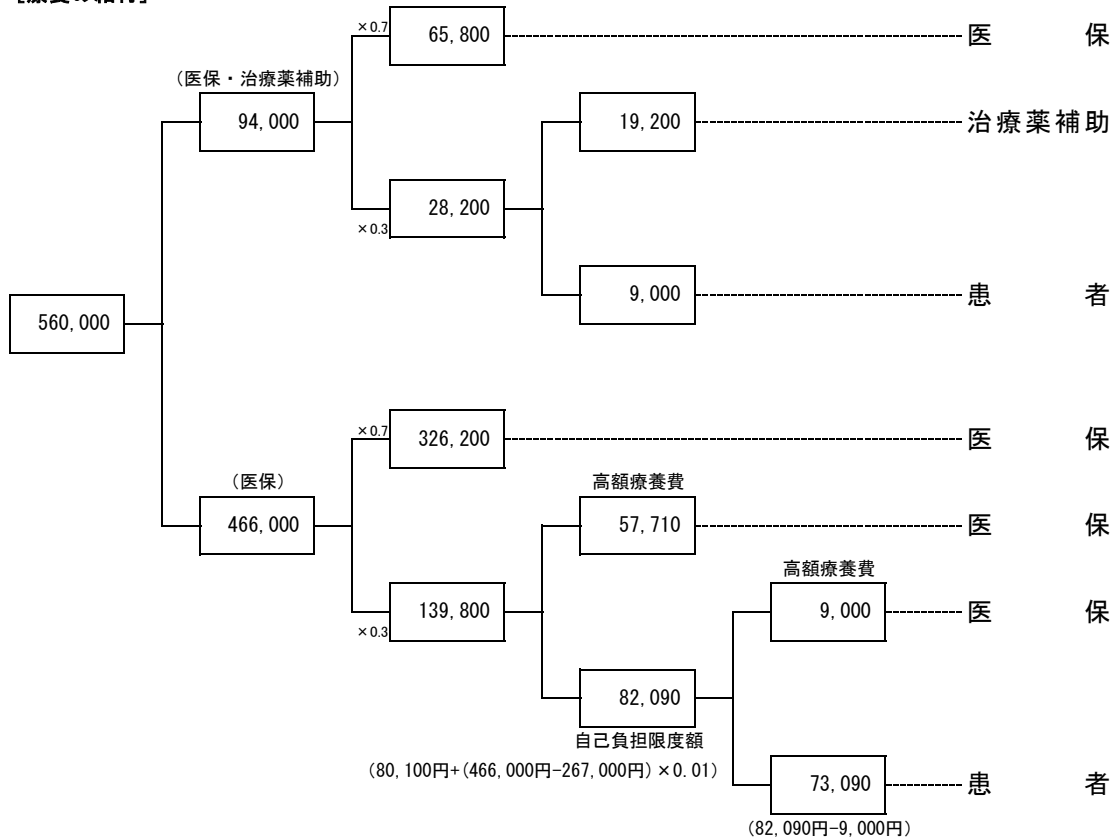 ×0.7
65,800
医保
(医保・治療薬補助)
94,000
19,200
治療薬補助
28,200
×0.3
9,000
患者
560,000
×0.7
326,200
医保
(医保)
高額療養費
466,000
57,710
医保
高額療養費
139,800
9,000
医保
×0.3
82,090
自己負担限度額
(80,100円+(466,000円-267,000円)×0.01)
73,090
患者
(82,090円-9,000円)